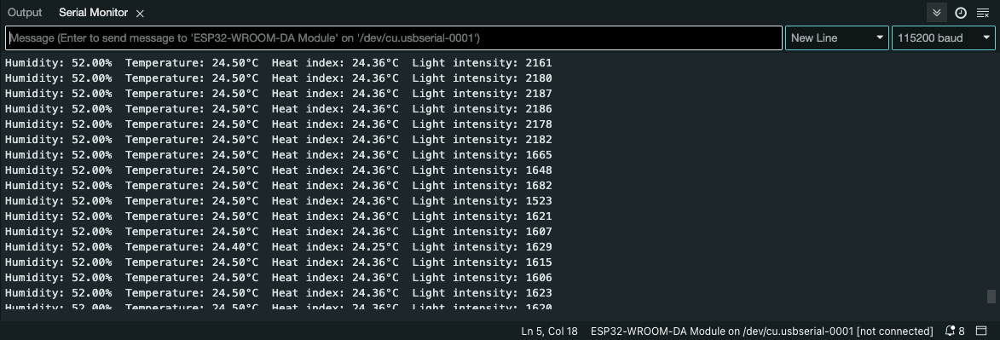 Output Serial Monitor
Message (Enter to send message to 'ESP32-WROOM-DA Module' on '/dev/cu.usbserial-0001') New Line 115200 baud
Humidity: 52.00% Temperature: 24.50°C Heat index: 24.36°C Light intensity: 2161
Humidity: 52.00% Temperature: 24.50°C Heat index: 24.36°C Light intensity: 2180
Humidity: 52.00% Temperature: 24.50°C Heat index: 24.36°C Light intensity: 2187
Humidity: 52.00% Temperature: 24.50°C Heat index: 24.36°C Light intensity: 2186
Humidity: 52.00% Temperature: 24.50°C Heat index: 24.36°C Light intensity: 2178
Humidity: 52.00% Temperature: 24.50°C Heat index: 24.36°C Light intensity: 2182
Humidity: 52.00% Temperature: 24.50°C Heat index: 24.36°C Light intensity: 1665
Humidity: 52.00% Temperature: 24.50°C Heat index: 24.36°C Light intensity: 1648
Humidity: 52.00% Temperature: 24.50°C Heat index: 24.36°C Light intensity: 1682
Humidity: 52.00% Temperature: 24.50°C Heat index: 24.36°C Light intensity: 1523
Humidity: 52.00% Temperature: 24.50°C Heat index: 24.36°C Light intensity: 1621
Humidity: 52.00% Temperature: 24.50°C Heat index: 24.36°C Light intensity: 1607
Humidity: 52.00% Temperature: 24.40°C Heat index: 24.25°C Light intensity: 1629
Humidity: 52.00% Temperature: 24.50°C Heat index: 24.36°C Light intensity: 1615
Humidity: 52.00% Temperature: 24.50°C Heat index: 24.36°C Light intensity: 1606
Humidity: 52.00% Temperature: 24.50°C Heat index: 24.36°C Light intensity: 1623
Humidity: 52.00% Temperature: 24.50°C Heat index: 24.36°C Light intensity: 1620
Ln 5, Col 18 ESP32-WROOM-DA Module on /dev/cu.usbserial-0001 [not connected] 8